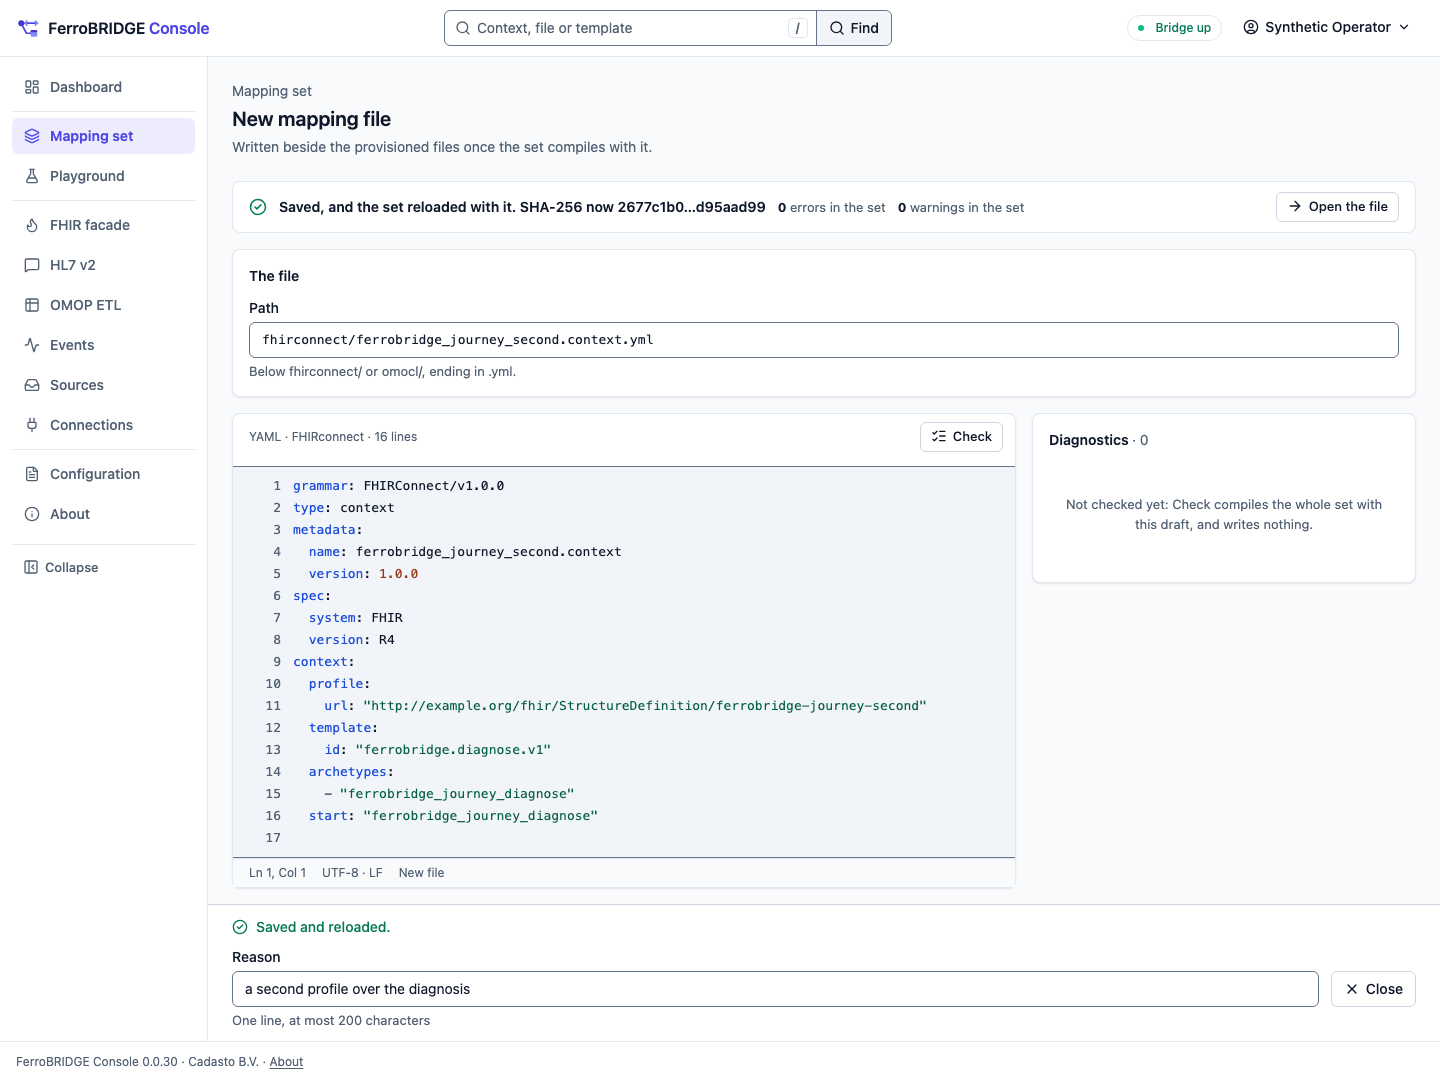 FerroBRIDGE Console
Context, file or template
/
Find
Bridge up
Synthetic Operator
Dashboard
Mapping set
Playground
FHIR facade
HL7 v2
OMOP ETL
Events
Sources
Connections
Configuration
About
Collapse
Mapping set
New mapping file
Written beside the provisioned files once the set compiles with it.
Saved, and the set reloaded with it. SHA-256 now 2677c1b0...d95aad99 0 errors in the set 0 warnings in the set
Open the file
The file
Path
fhirconnect/ferrobridge_journey_second.context.yml
Below fhirconnect/ or omocl/, ending in .yml.
YAML · FHIRconnect · 16 lines
Check
1 grammar: FHIRConnect/v1.0.0
2 type: context
3 metadata:
4 name: ferrobridge_journey_second.context
5 version: 1.0.0
6 spec:
7 system: FHIR
8 version: R4
9 context:
10 profile:
11 url: "http://example.org/fhir/StructureDefinition/ferrobridge-journey-second"
12 template:
13 id: "ferrobridge.diagnose.v1"
14 archetypes:
15 - "ferrobridge_journey_diagnose"
16 start: "ferrobridge_journey_diagnose"
17
Ln 1, Col 1 UTF-8 · LF New file
Diagnostics · 0
Not checked yet: Check compiles the whole set with
this draft, and writes nothing.
Saved and reloaded.
Reason
a second profile over the diagnosis
Close
One line, at most 200 characters
FerroBRIDGE Console 0.0.30 · Cadasto B.V. · About